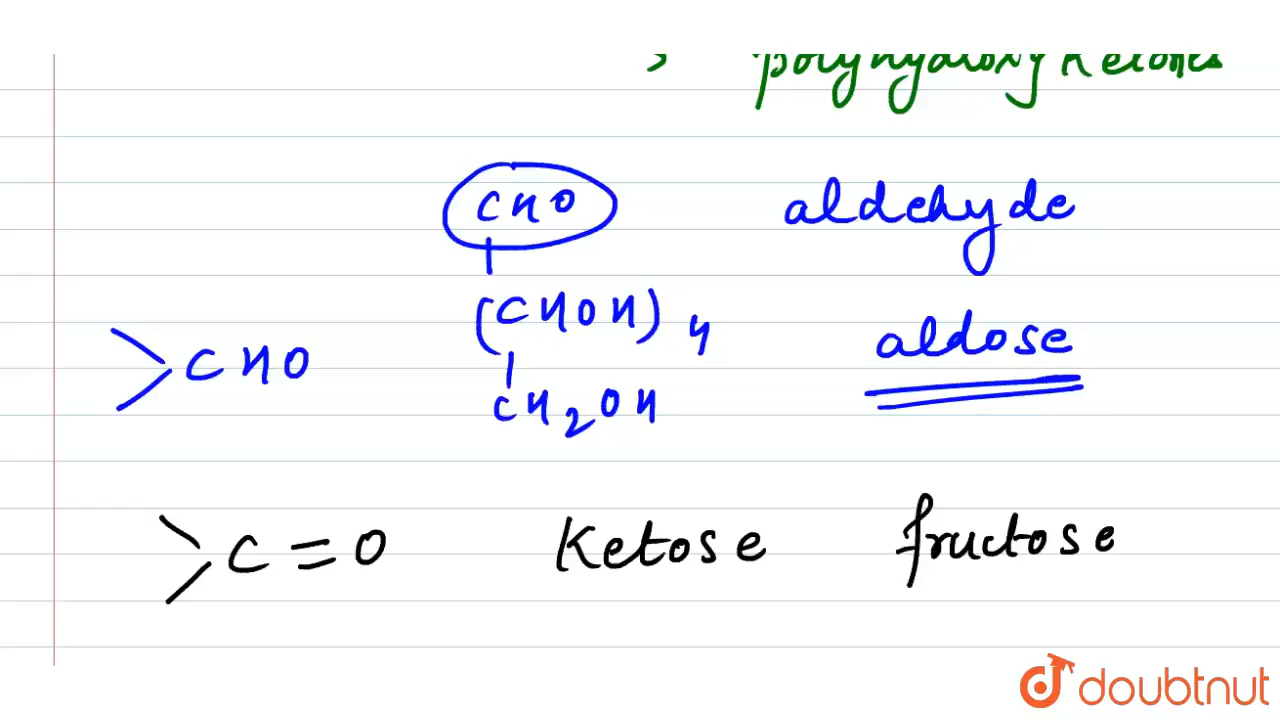 polyhydroxy Ketones
CHO aldehyde
(CHOH)4 aldose
CHO
CH2OH
C=O Ketose fructose
doubtnut